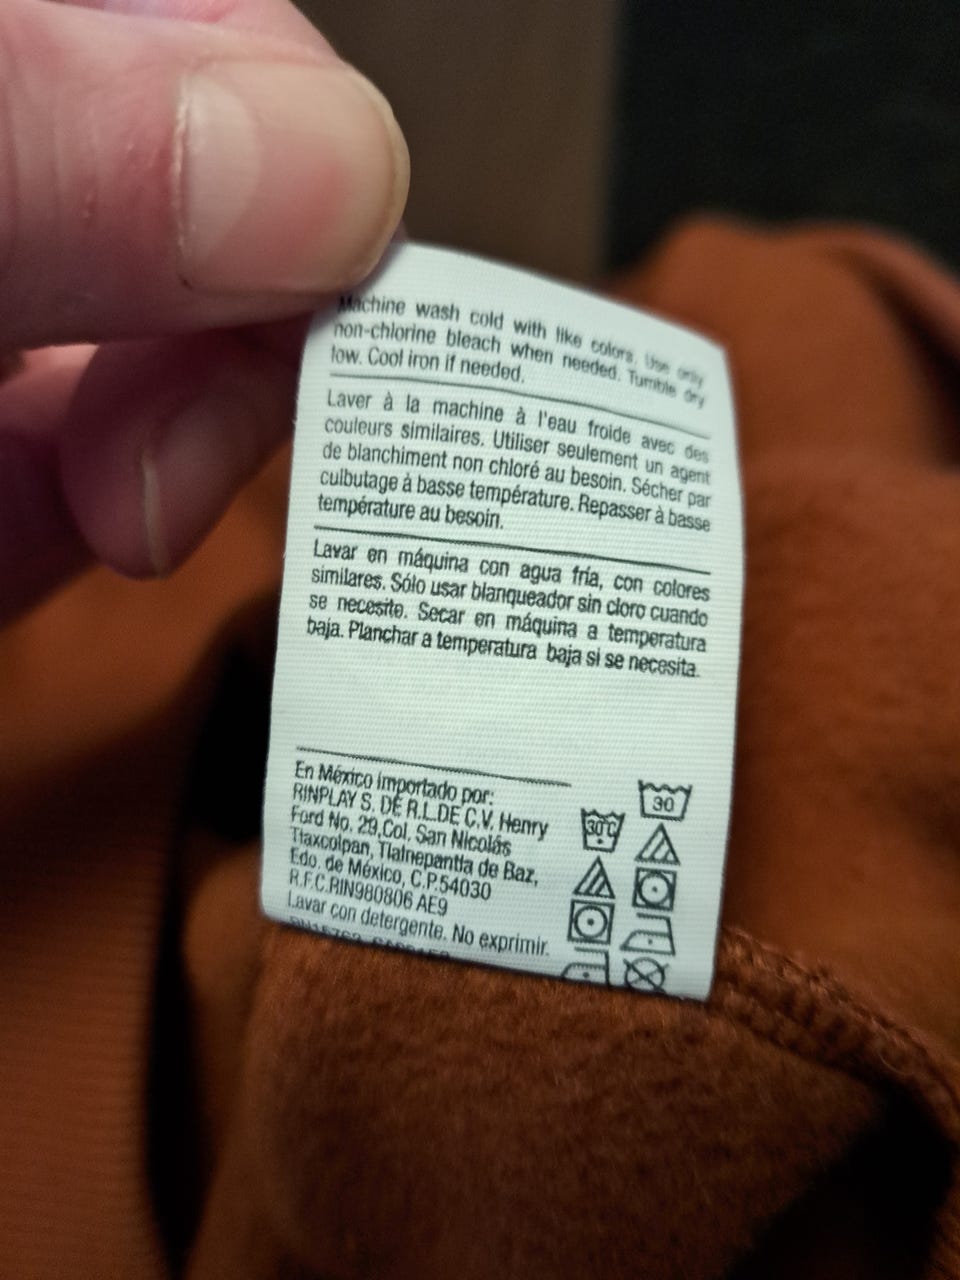 Machine wash cold with like colors. Use only
non-chlorine bleach when needed. Tumble dry
low. Cool iron if needed.
Laver à la machine à l'eau froide avec des
couleurs similaires. Utiliser seulement un agent
de blanchiment non chloré au besoin. Sécher par
culbutage à basse température. Repasser à basse
température au besoin.
Lavar en máquina con agua fría, con colores
similares. Sólo usar blanqueador sin cloro cuando
se necesite. Secar en máquina a temperatura
baja. Planchar a temperatura baja si se necesita.
En México importado por:
RINPLAY S. DE R.L.DE C.V. Henry
Ford No. 29,Col. San Nicolás
Tlaxcolpan, Tlalnepantla de Baz,
Edo. de México, C.P.54030
R.F.C.RIN980806 AE9
Lavar con detergente. No exprimir.
30°C
30